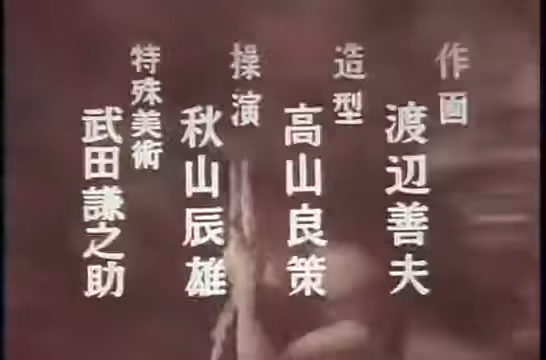 作画
渡辺善夫
造型
高山良策
操演
秋山辰雄
特殊美術
武田謙之助